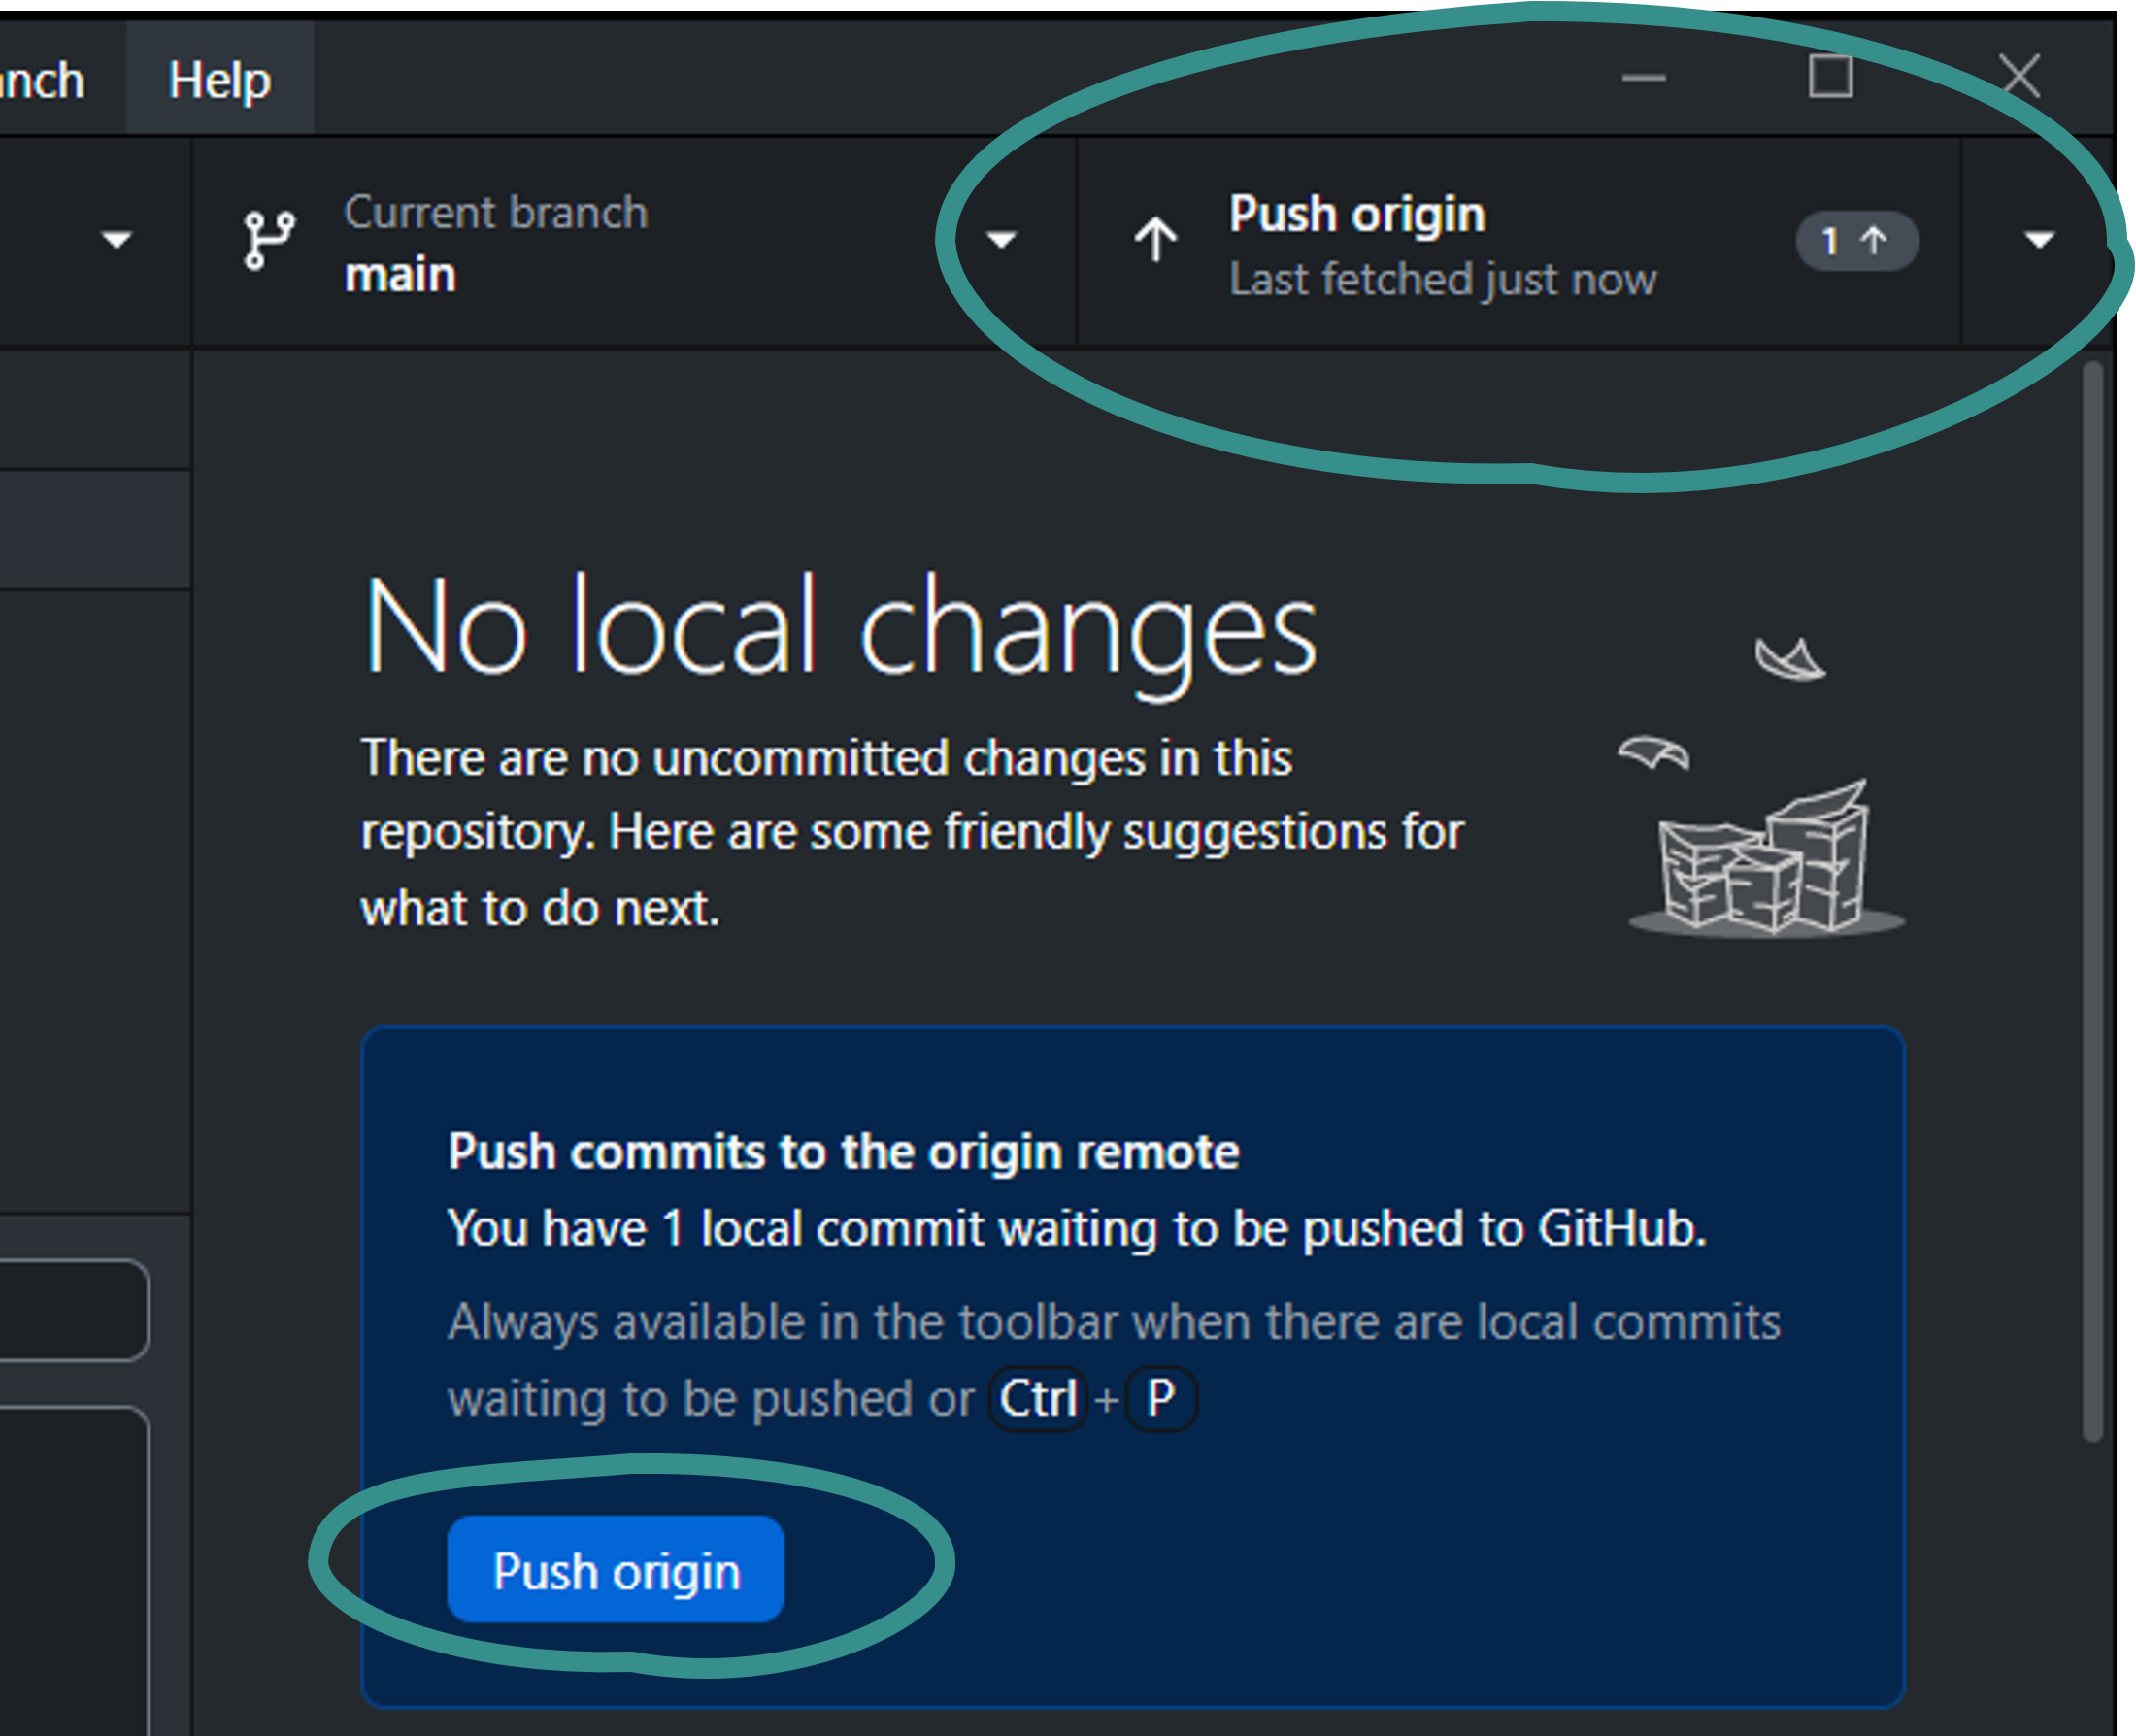 Help
Current branch
main
Push origin
Last fetched just now
1
No local changes
There are no uncommitted changes in this
repository. Here are some friendly suggestions for
what to do next.
Push commits to the origin remote
You have 1 local commit waiting to be pushed to GitHub.
Always available in the toolbar when there are local commits
waiting to be pushed or Ctrl + P
Push origin